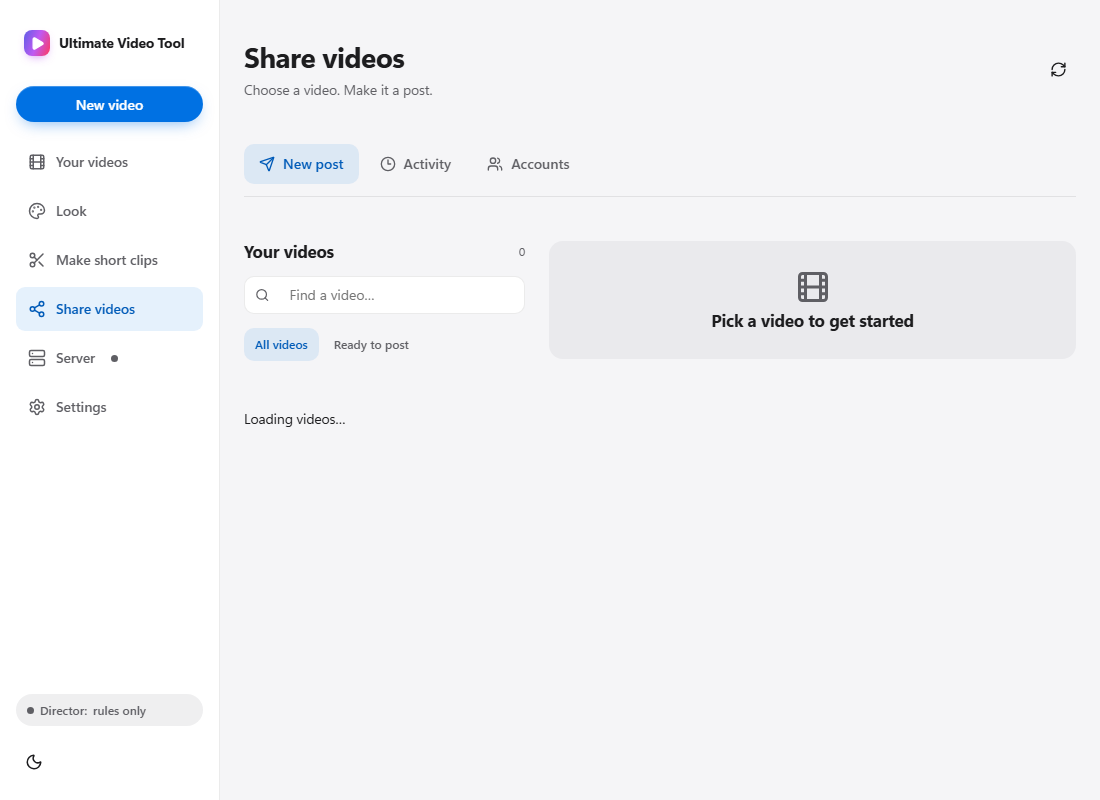 Ultimate Video Tool
New video
Your videos
Look
Make short clips
Share videos
Server
Settings
Director: rules only
Share videos
Choose a video. Make it a post.
New post
Activity
Accounts
Your videos
0
Find a video...
All videos
Ready to post
Loading videos...
Pick a video to get started